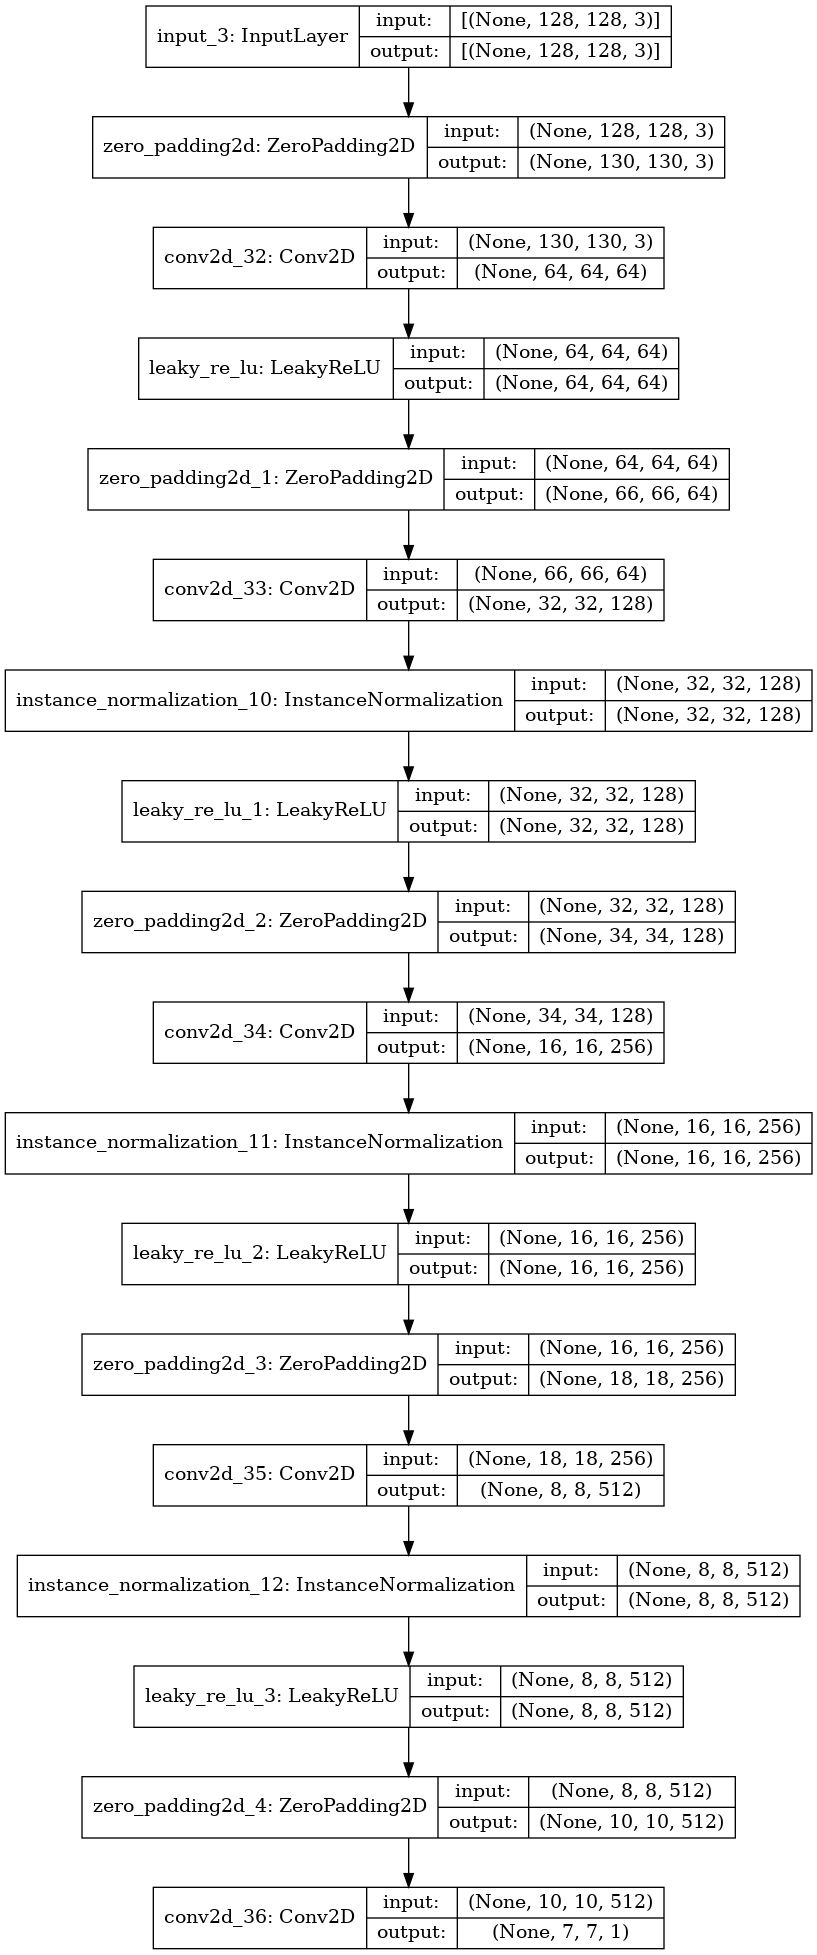 input_3: InputLayer
input: [(None, 128, 128, 3)]
output: [(None, 128, 128, 3)]
zero_padding2d: ZeroPadding2D
input: (None, 128, 128, 3)
output: (None, 130, 130, 3)
conv2d_32: Conv2D
input: (None, 130, 130, 3)
output: (None, 64, 64, 64)
leaky_re_lu: LeakyReLU
input: (None, 64, 64, 64)
output: (None, 64, 64, 64)
zero_padding2d_1: ZeroPadding2D
input: (None, 64, 64, 64)
output: (None, 66, 66, 64)
conv2d_33: Conv2D
input: (None, 66, 66, 64)
output: (None, 32, 32, 128)
instance_normalization_10: InstanceNormalization
input: (None, 32, 32, 128)
output: (None, 32, 32, 128)
leaky_re_lu_1: LeakyReLU
input: (None, 32, 32, 128)
output: (None, 32, 32, 128)
zero_padding2d_2: ZeroPadding2D
input: (None, 32, 32, 128)
output: (None, 34, 34, 128)
conv2d_34: Conv2D
input: (None, 34, 34, 128)
output: (None, 16, 16, 256)
instance_normalization_11: InstanceNormalization
input: (None, 16, 16, 256)
output: (None, 16, 16, 256)
leaky_re_lu_2: LeakyReLU
input: (None, 16, 16, 256)
output: (None, 16, 16, 256)
zero_padding2d_3: ZeroPadding2D
input: (None, 16, 16, 256)
output: (None, 18, 18, 256)
conv2d_35: Conv2D
input: (None, 18, 18, 256)
output: (None, 8, 8, 512)
instance_normalization_12: InstanceNormalization
input: (None, 8, 8, 512)
output: (None, 8, 8, 512)
leaky_re_lu_3: LeakyReLU
input: (None, 8, 8, 512)
output: (None, 8, 8, 512)
zero_padding2d_4: ZeroPadding2D
input: (None, 8, 8, 512)
output: (None, 10, 10, 512)
conv2d_36: Conv2D
input: (None, 10, 10, 512)
output: (None, 7, 7, 1)